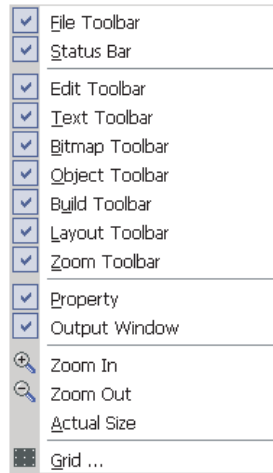 File Toolbar
Status Bar
Edit Toolbar
Text Toolbar
Bitmap Toolbar
Object Toolbar
Build Toolbar
Layout Toolbar
Zoom Toolbar
Property
Output Window
Zoom In
Zoom Out
Actual Size
Grid ...